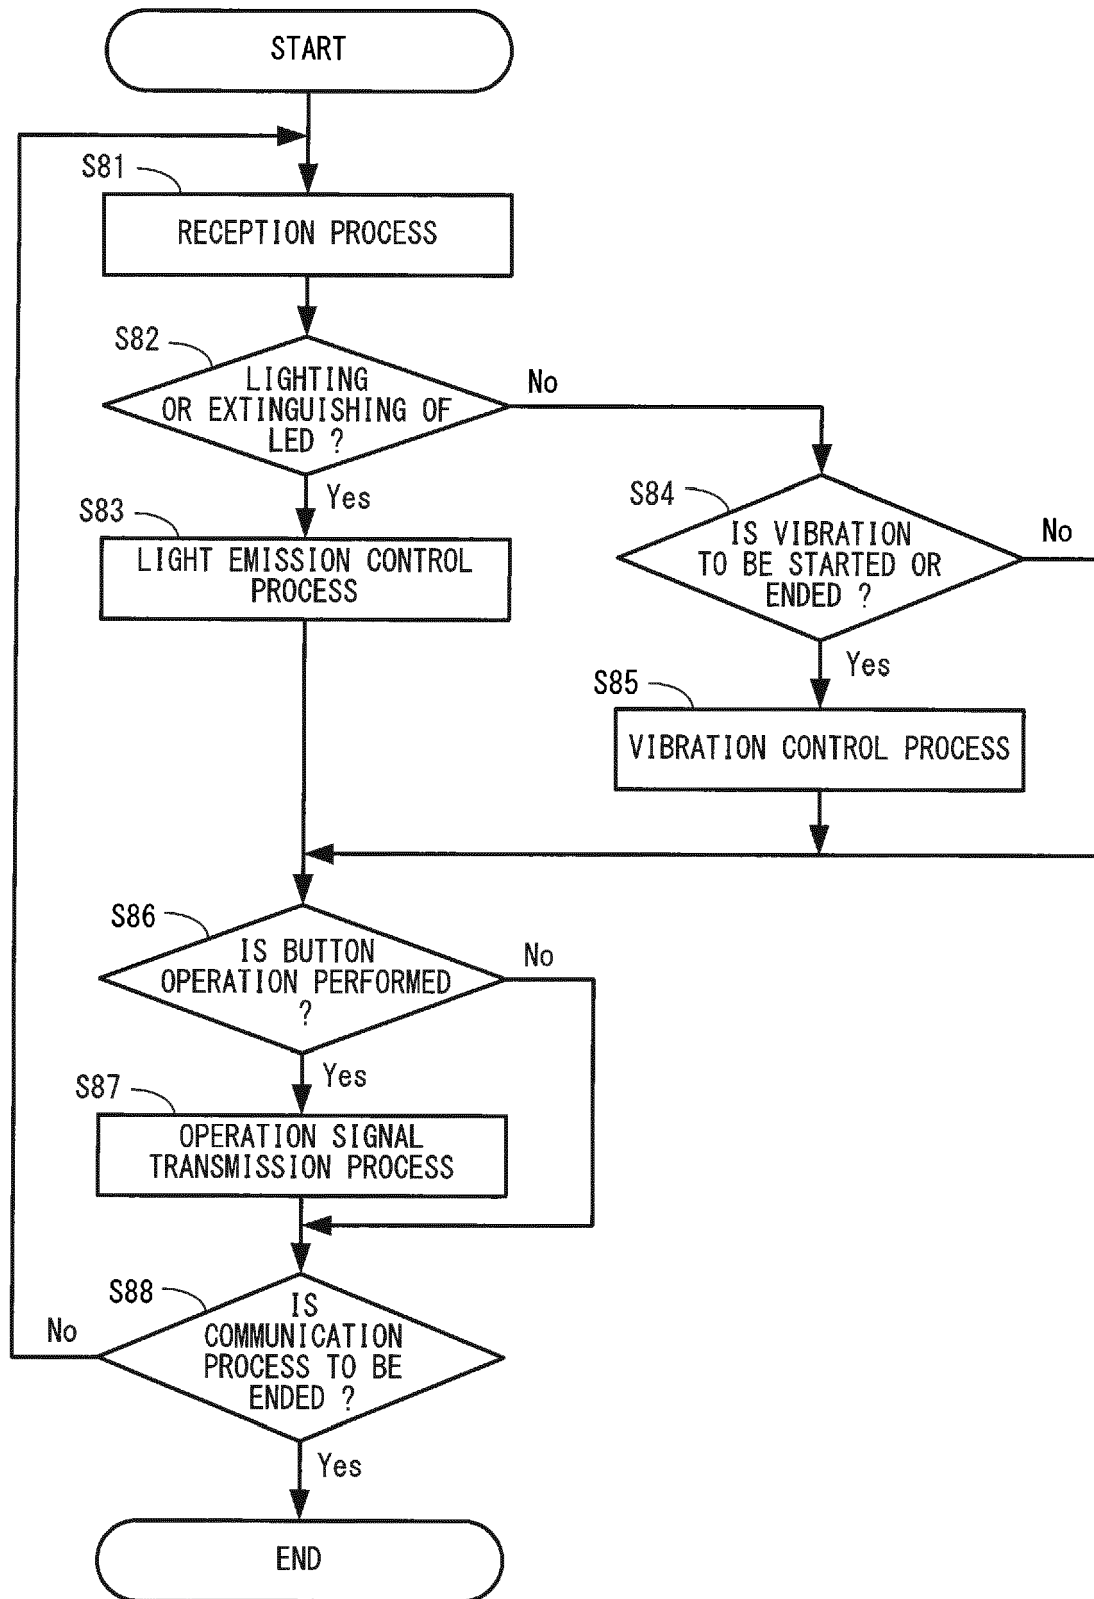 START
S81
RECEPTION PROCESS
S82
LIGHTING
OR EXTINGUISHING OF
LED ?
No
Yes
S83
LIGHT EMISSION CONTROL
PROCESS
S84
IS VIBRATION
TO BE STARTED OR
ENDED ?
No
Yes
S85
VIBRATION CONTROL PROCESS
S86
IS BUTTON
OPERATION PERFORMED
?
No
Yes
S87
OPERATION SIGNAL
TRANSMISSION PROCESS
S88
IS
COMMUNICATION
PROCESS TO BE
ENDED ?
No
Yes
END